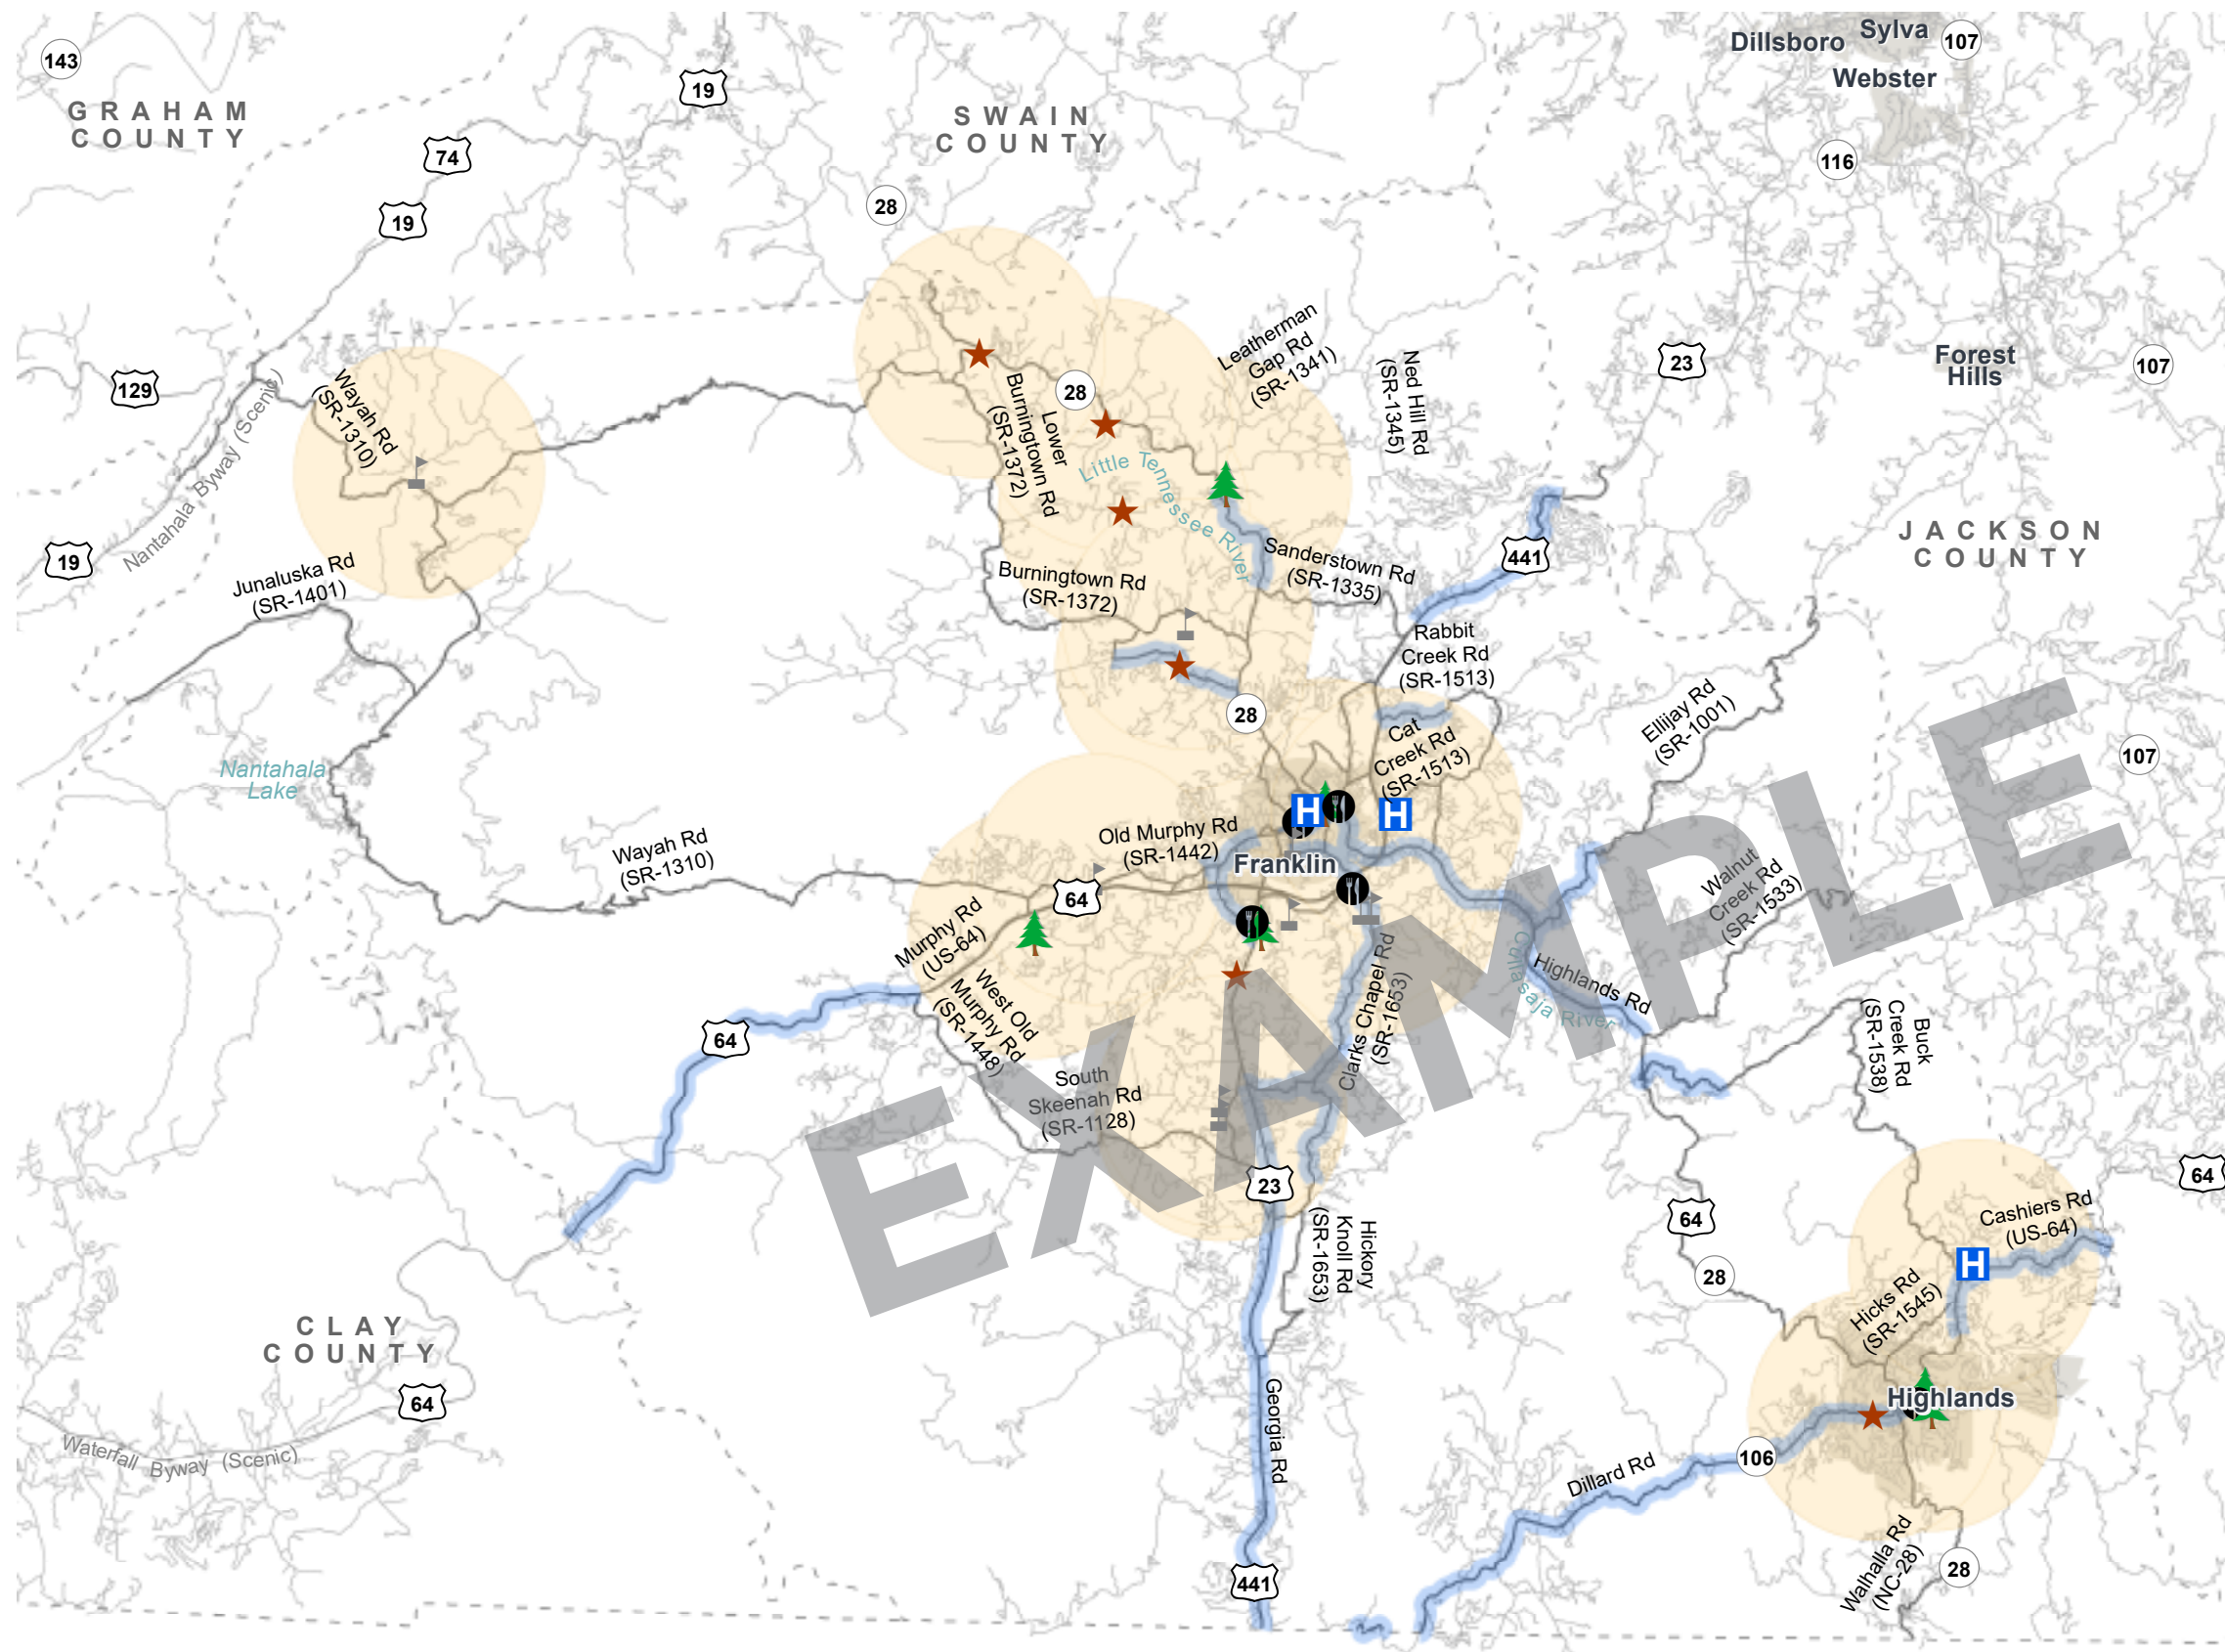 Sylva
107
Dillsboro
Webster
143
19
GRAHAM
COUNTY
SWAIN
COUNTY
74
116
28
19
Leatherman
Gap Rd
(SR-1341)
Ned Hill Rd
(SR-1345)
23
Forest
Hills
107
129
Wayah Rd
(SR-1310)
28
Lower
Burningtown Rd
(SR-1372)
Little Tennessee River
Nantahala Byway (Scenic)
19
JACKSON
COUNTY
441
Junaluska Rd
(SR-1401)
Burningtown Rd
(SR-1372)
Sanderstown Rd
(SR-1335)
Rabbit
Creek Rd
(SR-1513)
28
Ellijay Rd
(SR-1001)
Cat
Creek Rd
(SR-1513)
107
Nantahala
Lake
H
H
Old Murphy Rd
(SR-1442)
Franklin
Wayah Rd
(SR-1310)
64
Walnut
Creek Rd
(SR-1533)
Murphy Rd
(US-64)
Highlands Rd
Cullasaja River
West Old
Murphy Rd
(SR-1448)
Clarks Chapel Rd
(SR-1653)
64
Buck
Creek Rd
(SR-1538)
South
Skeenah Rd
(SR-1128)
EXAMPLE
23
64
64
Hickory
Knoll Rd
(SR-1653)
Cashiers Rd
(US-64)
H
28
Hicks Rd
(SR-1545)
CLAY
COUNTY
64
Highlands
Georgia Rd
Waterfall Byway (Scenic)
106
Dillard Rd
Walhalla Rd
(NC-28)
28
441